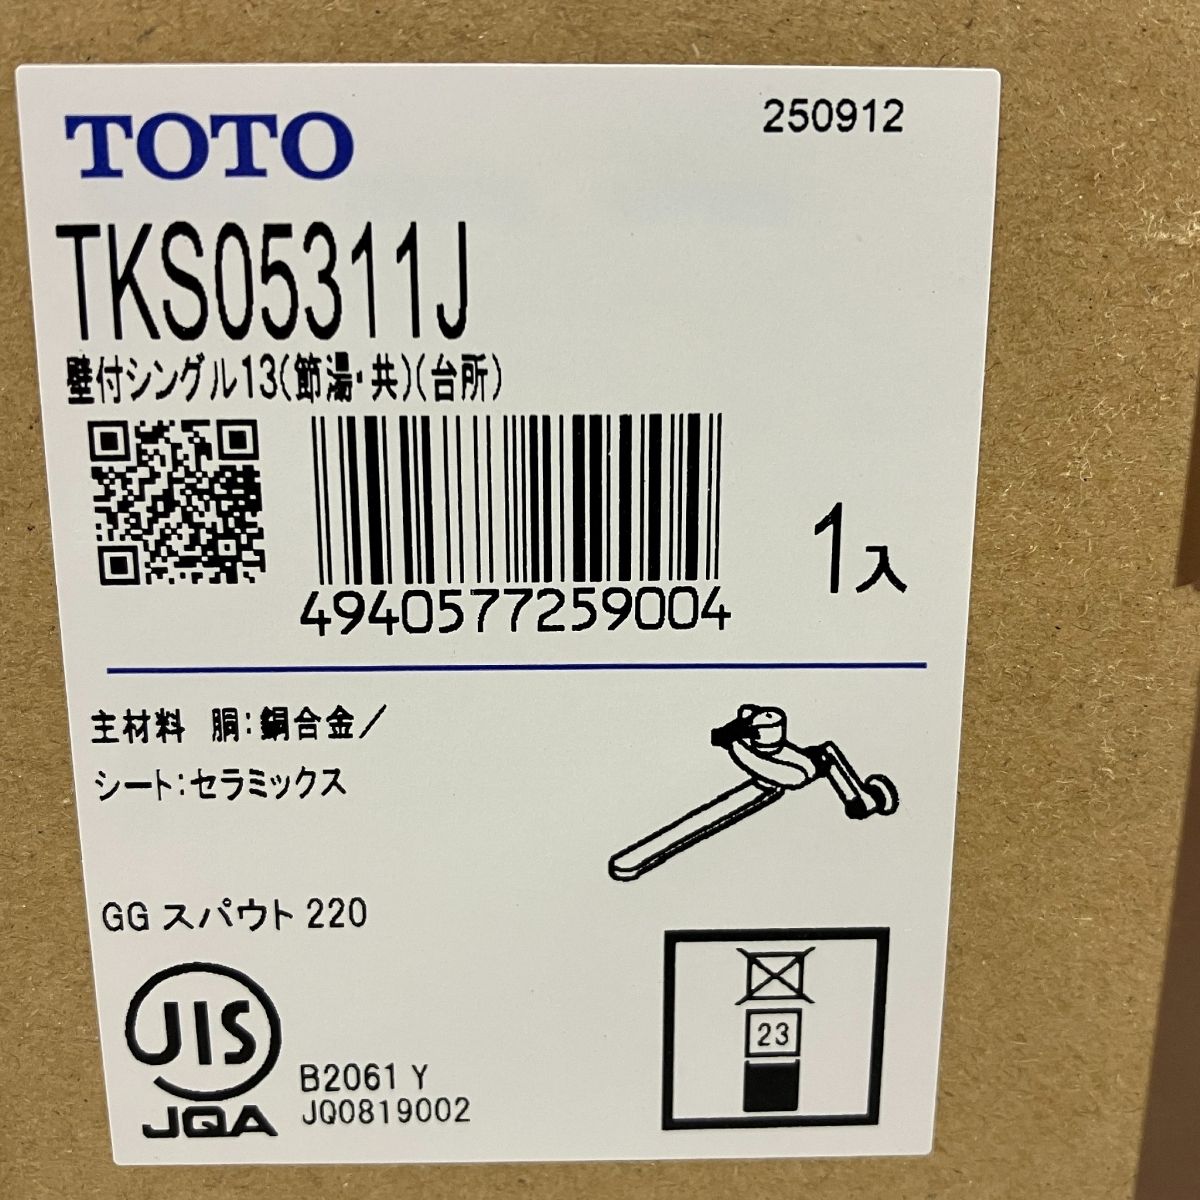 TOTO
250912
TKS05311J
壁付シングル13(節湯・共)(台所)
4940577259004
1入
主材料 胴:銅合金/
シート:セラミックス
GG スパウト 220
JIS
JQA
B2061 Y
JQ0819002
23